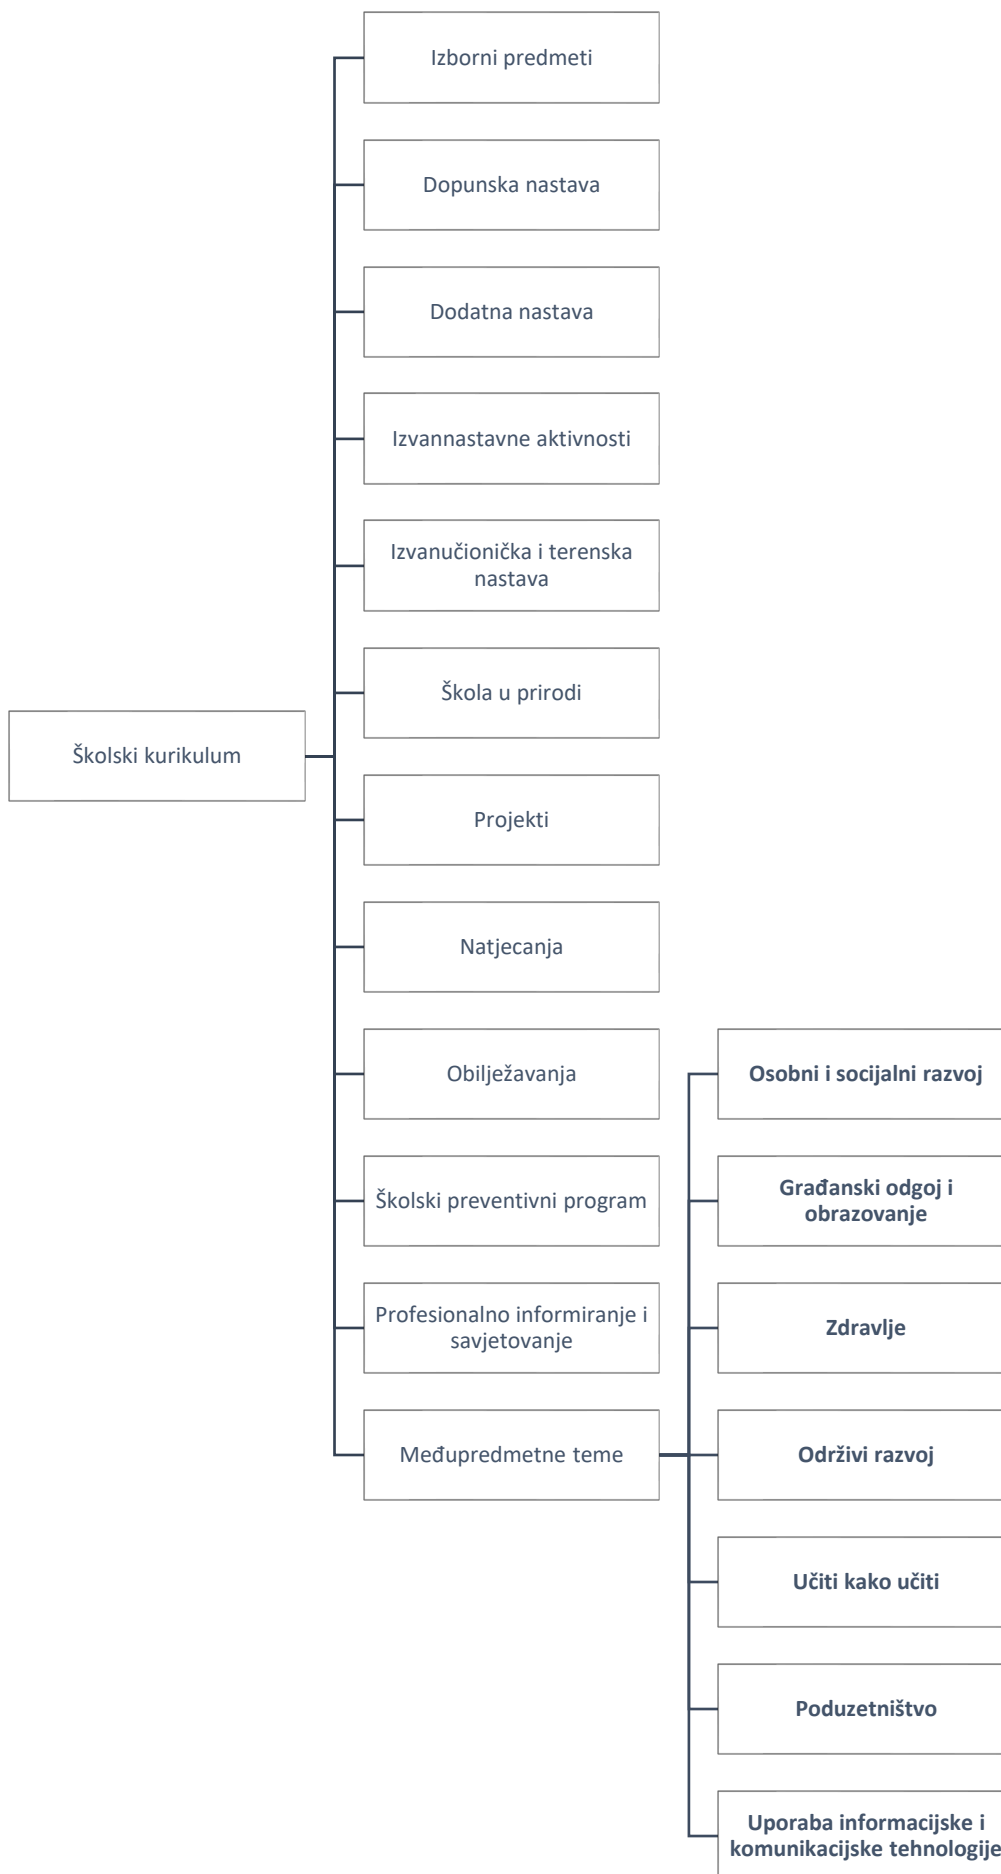 Izborni predmeti
Dopunska nastava
Dodatna nastava
Izvannastavne aktivnosti
Izvanučionička i terenska
nastava
Škola u prirodi
Školski kurikulum
Projekti
Natjecanja
Obilježavanja
Školski preventivni program
Profesionalno informiranje i
savjetovanje
Međupredmetne teme
Osobni i socijalni razvoj
Građanski odgoj i
obrazovanje
Zdravlje
Održivi razvoj
Učiti kako učiti
Poduzetništvo
Uporaba informacijske i
komunikacijske tehnologije